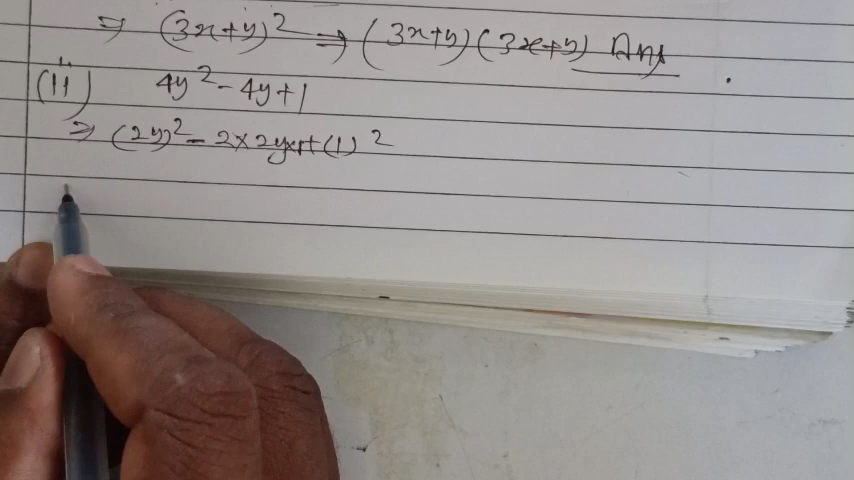 ⇒ (3x+y)² ⇒ (3x+y)(3x+y) Ans
(ii) 4y² - 4y + 1
⇒ (2y)² - 2×2y×1+(1)²